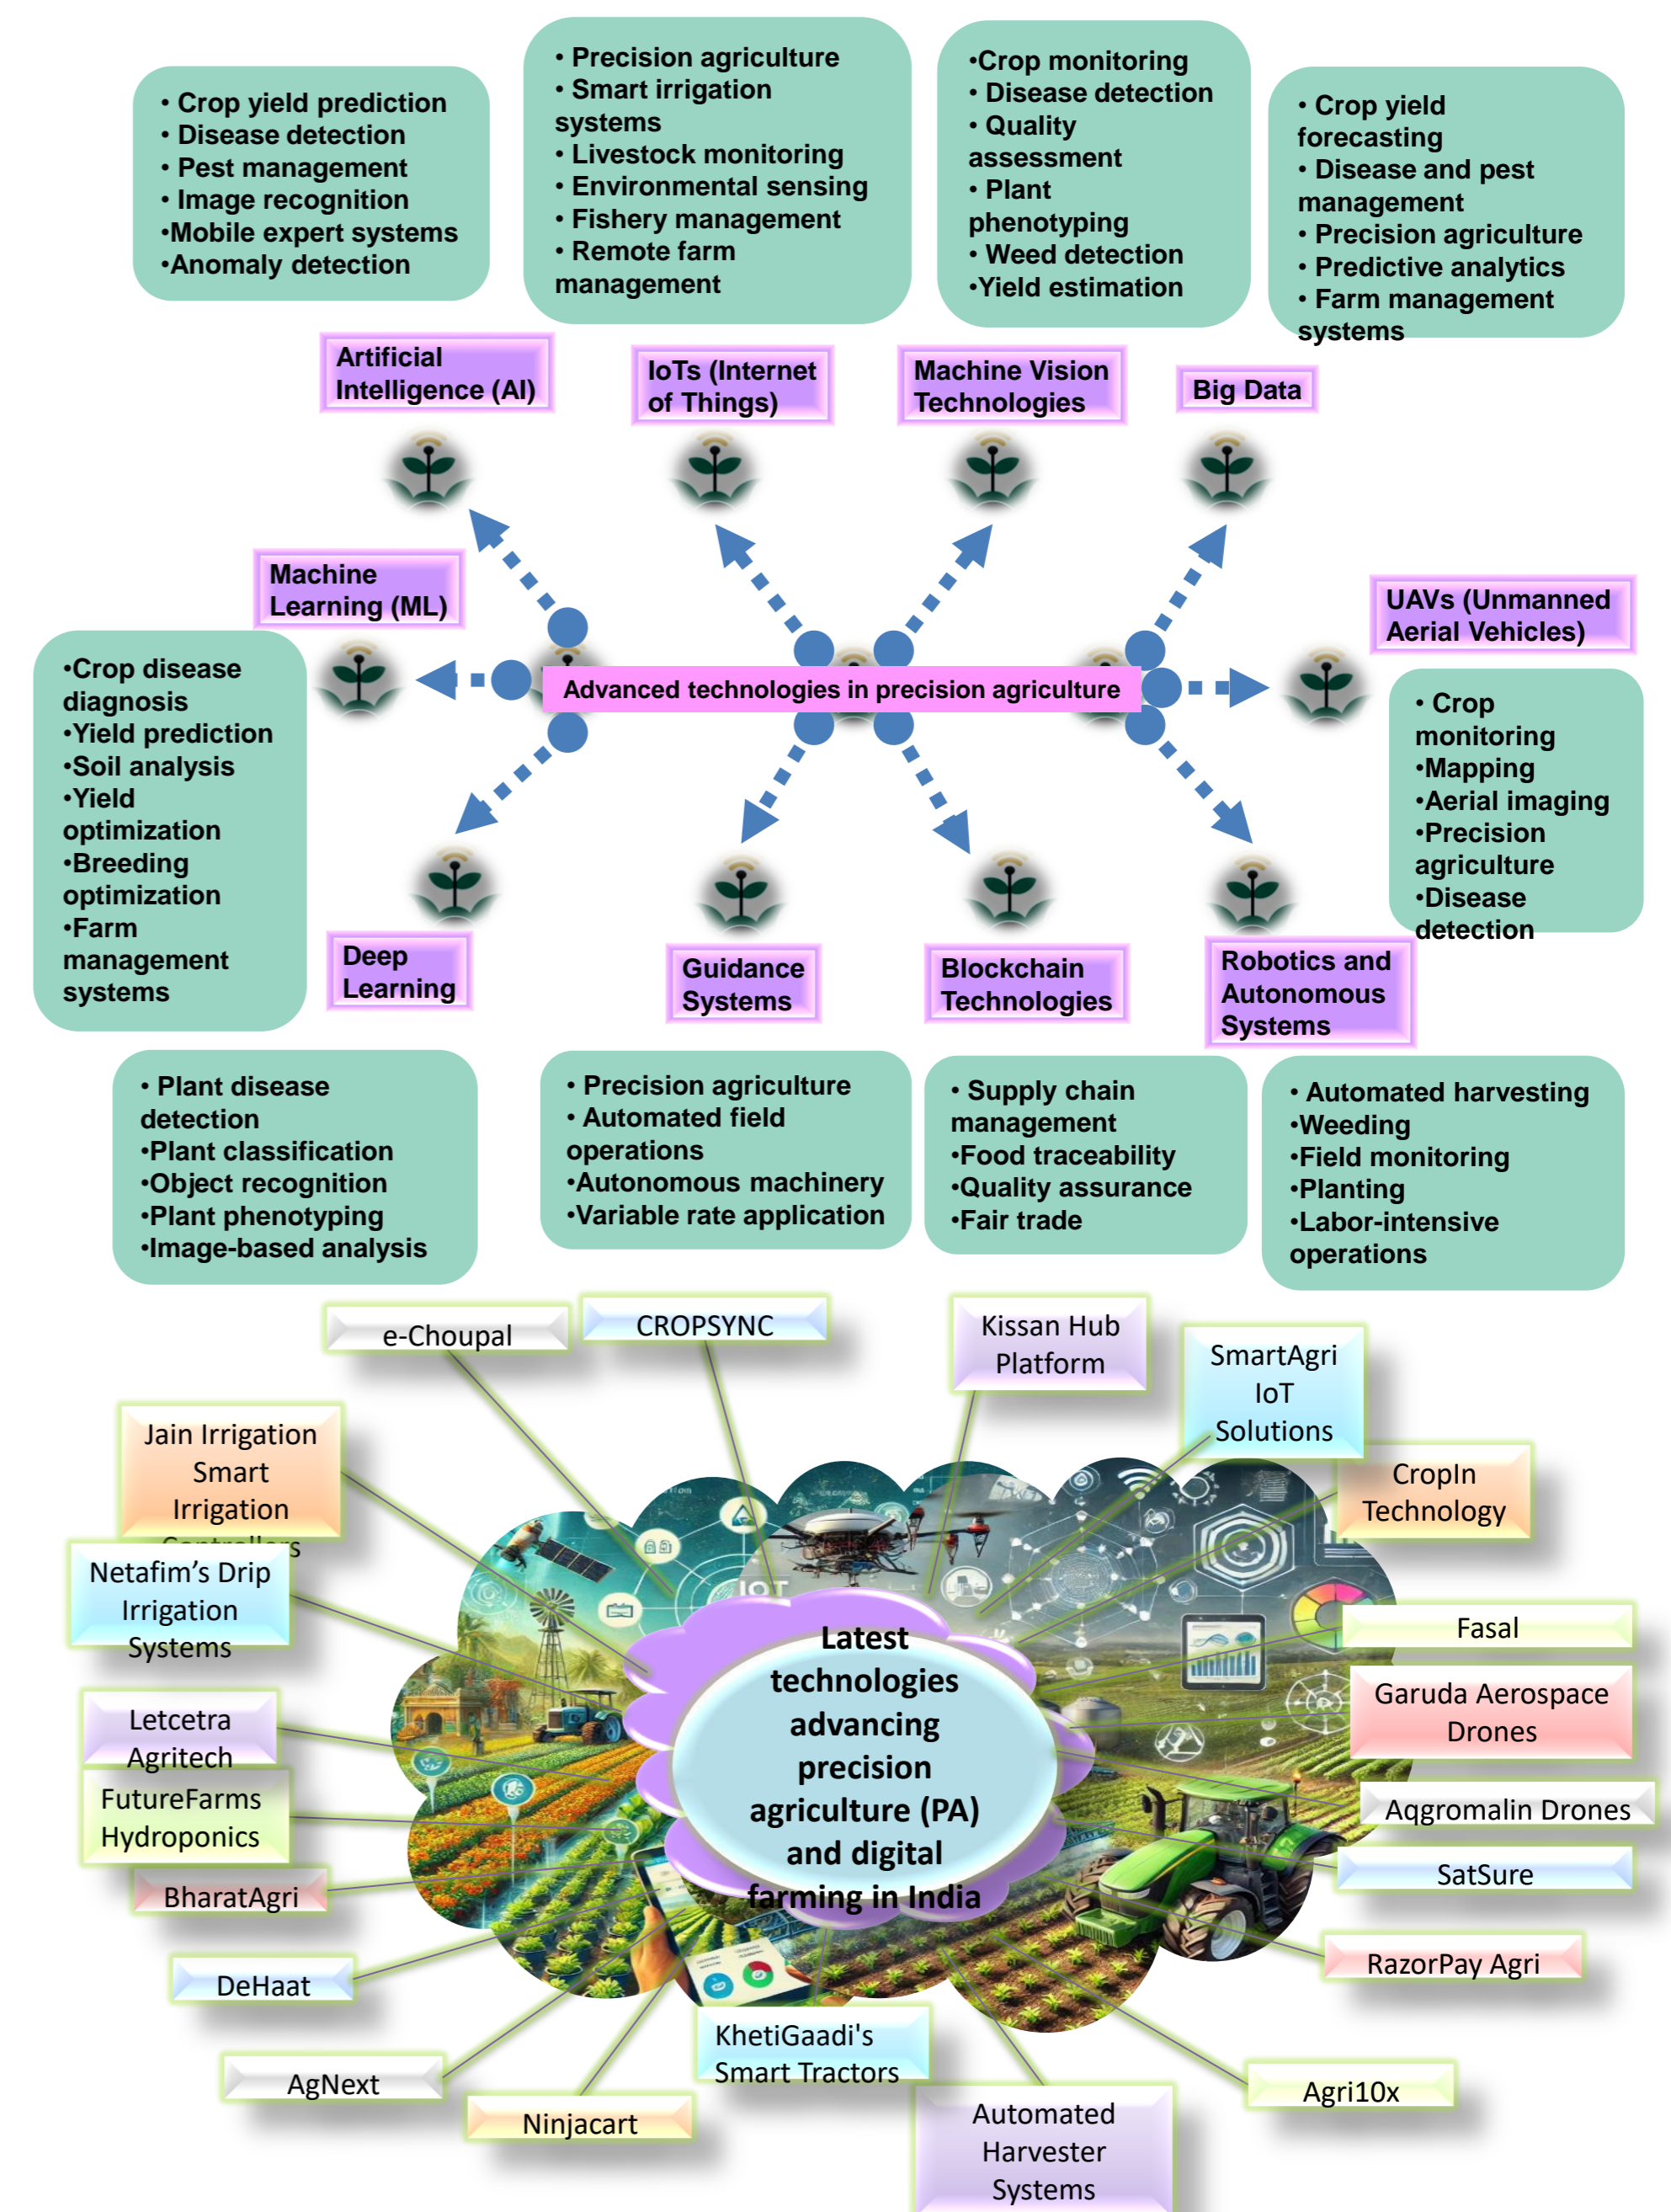 • Crop yield prediction
• Disease detection
• Pest management
• Image recognition
•Mobile expert systems
•Anomaly detection
• Precision agriculture
• Smart irrigation
systems
• Livestock monitoring
• Environmental sensing
• Fishery management
• Remote farm
management
•Crop monitoring
• Disease detection
• Quality
assessment
• Plant
phenotyping
• Weed detection
•Yield estimation
• Crop yield
forecasting
• Disease and pest
management
• Precision agriculture
• Predictive analytics
• Farm management
systems
Artificial
Intelligence (AI)
IoTs (Internet
of Things)
Machine Vision
Technologies
Big Data
Machine
Learning (ML)
UAVs (Unmanned
Aerial Vehicles)
•Crop disease
diagnosis
•Yield prediction
•Soil analysis
•Yield
optimization
•Breeding
optimization
•Farm
management
systems
Advanced technologies in precision agriculture
• Crop
monitoring
•Mapping
•Aerial imaging
•Precision
agriculture
•Disease
detection
Deep
Learning
Guidance
Systems
Blockchain
Technologies
Robotics and
Autonomous
Systems
• Plant disease
detection
•Plant classification
•Object recognition
•Plant phenotyping
•Image-based analysis
• Precision agriculture
• Automated field
operations
•Autonomous machinery
•Variable rate application
• Supply chain
management
•Food traceability
•Quality assurance
•Fair trade
• Automated harvesting
•Weeding
•Field monitoring
•Planting
•Labor-intensive
operations
e-Choupal
CROPSYNC
Kissan Hub
Platform
SmartAgri
IoT
Solutions
Jain Irrigation
Smart
Irrigation
Controllers
CropIn
Technology
Netafim’s Drip
Irrigation
Systems
IOT
Fasal
Latest
technologies
advancing
precision
agriculture (PA)
and digital
farming in India
Letcetra
Agritech
Garuda Aerospace
Drones
FutureFarms
Hydroponics
Aqgromalin Drones
BharatAgri
SatSure
DeHaat
RazorPay Agri
KhetiGaadi's
Smart Tractors
AgNext
Agri10x
Ninjacart
Automated
Harvester
Systems